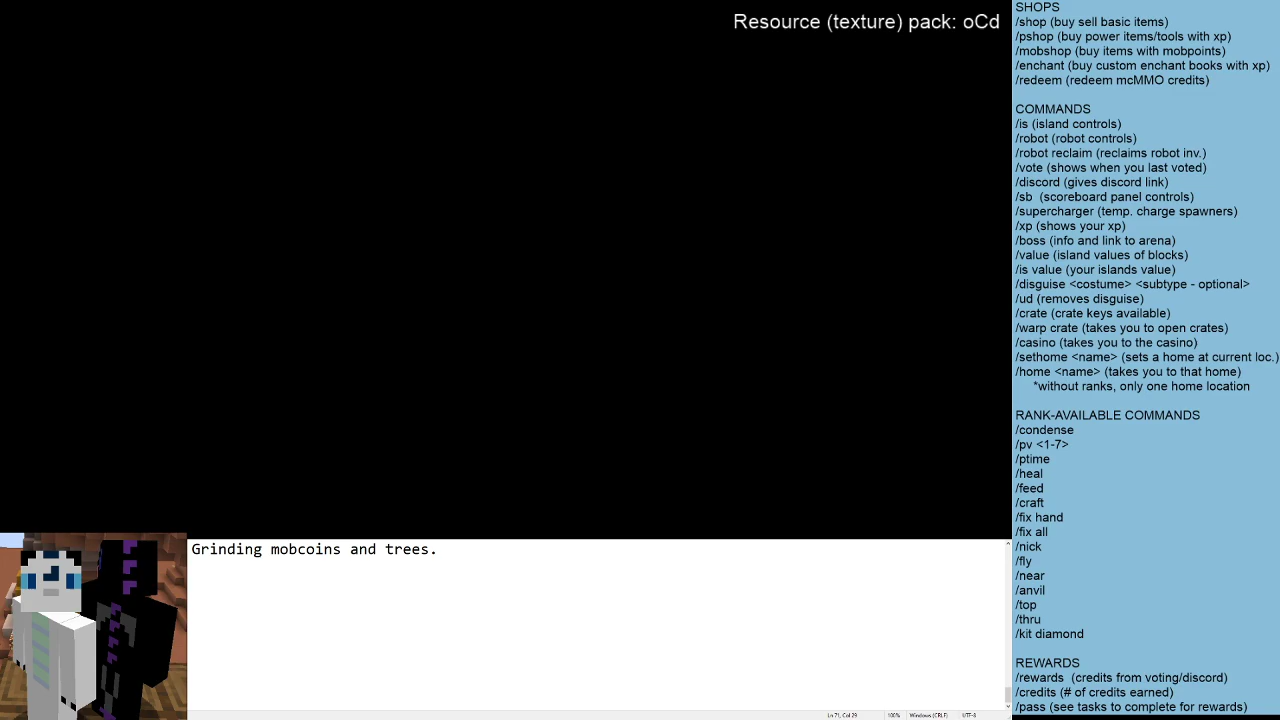 Resource (texture) pack: oCd
SHOPS
/shop (buy sell basic items)
/pshop (buy power items/tools with xp)
/mobshop (buy items with mobpoints)
/enchant (buy custom enchant books with xp)
/redeem (redeem mcMMO credits)
COMMANDS
/is (island controls)
/robot (robot controls)
/robot reclaim (reclaims robot inv.)
/vote (shows when you last voted)
/discord (gives discord link)
/sb (scoreboard panel controls)
/supercharger (temp. charge spawners)
/xp (shows your xp)
/boss (info and link to arena)
/value (island values of blocks)
/is value (your islands value)
/disguise <costume> <subtype - optional>
/ud (removes disguise)
/crate (crate keys available)
/warp crate (takes you to open crates)
/casino (takes you to the casino)
/sethome <name> (sets a home at current loc.)
/home <name> (takes you to that home)
*without ranks, only one home location
RANK-AVAILABLE COMMANDS
/condense
/pv <1-7>
/ptime
/heal
/feed
/craft
/fix hand
/fix all
/nick
/fly
/near
/anvil
/top
/thru
/kit diamond
REWARDS
/rewards (credits from voting/discord)
/credits (# of credits earned)
/pass (see tasks to complete for rewards)
Grinding mobcoins and trees.
Ln 71, Col 29 100% Windows (CRLF) UTF-8